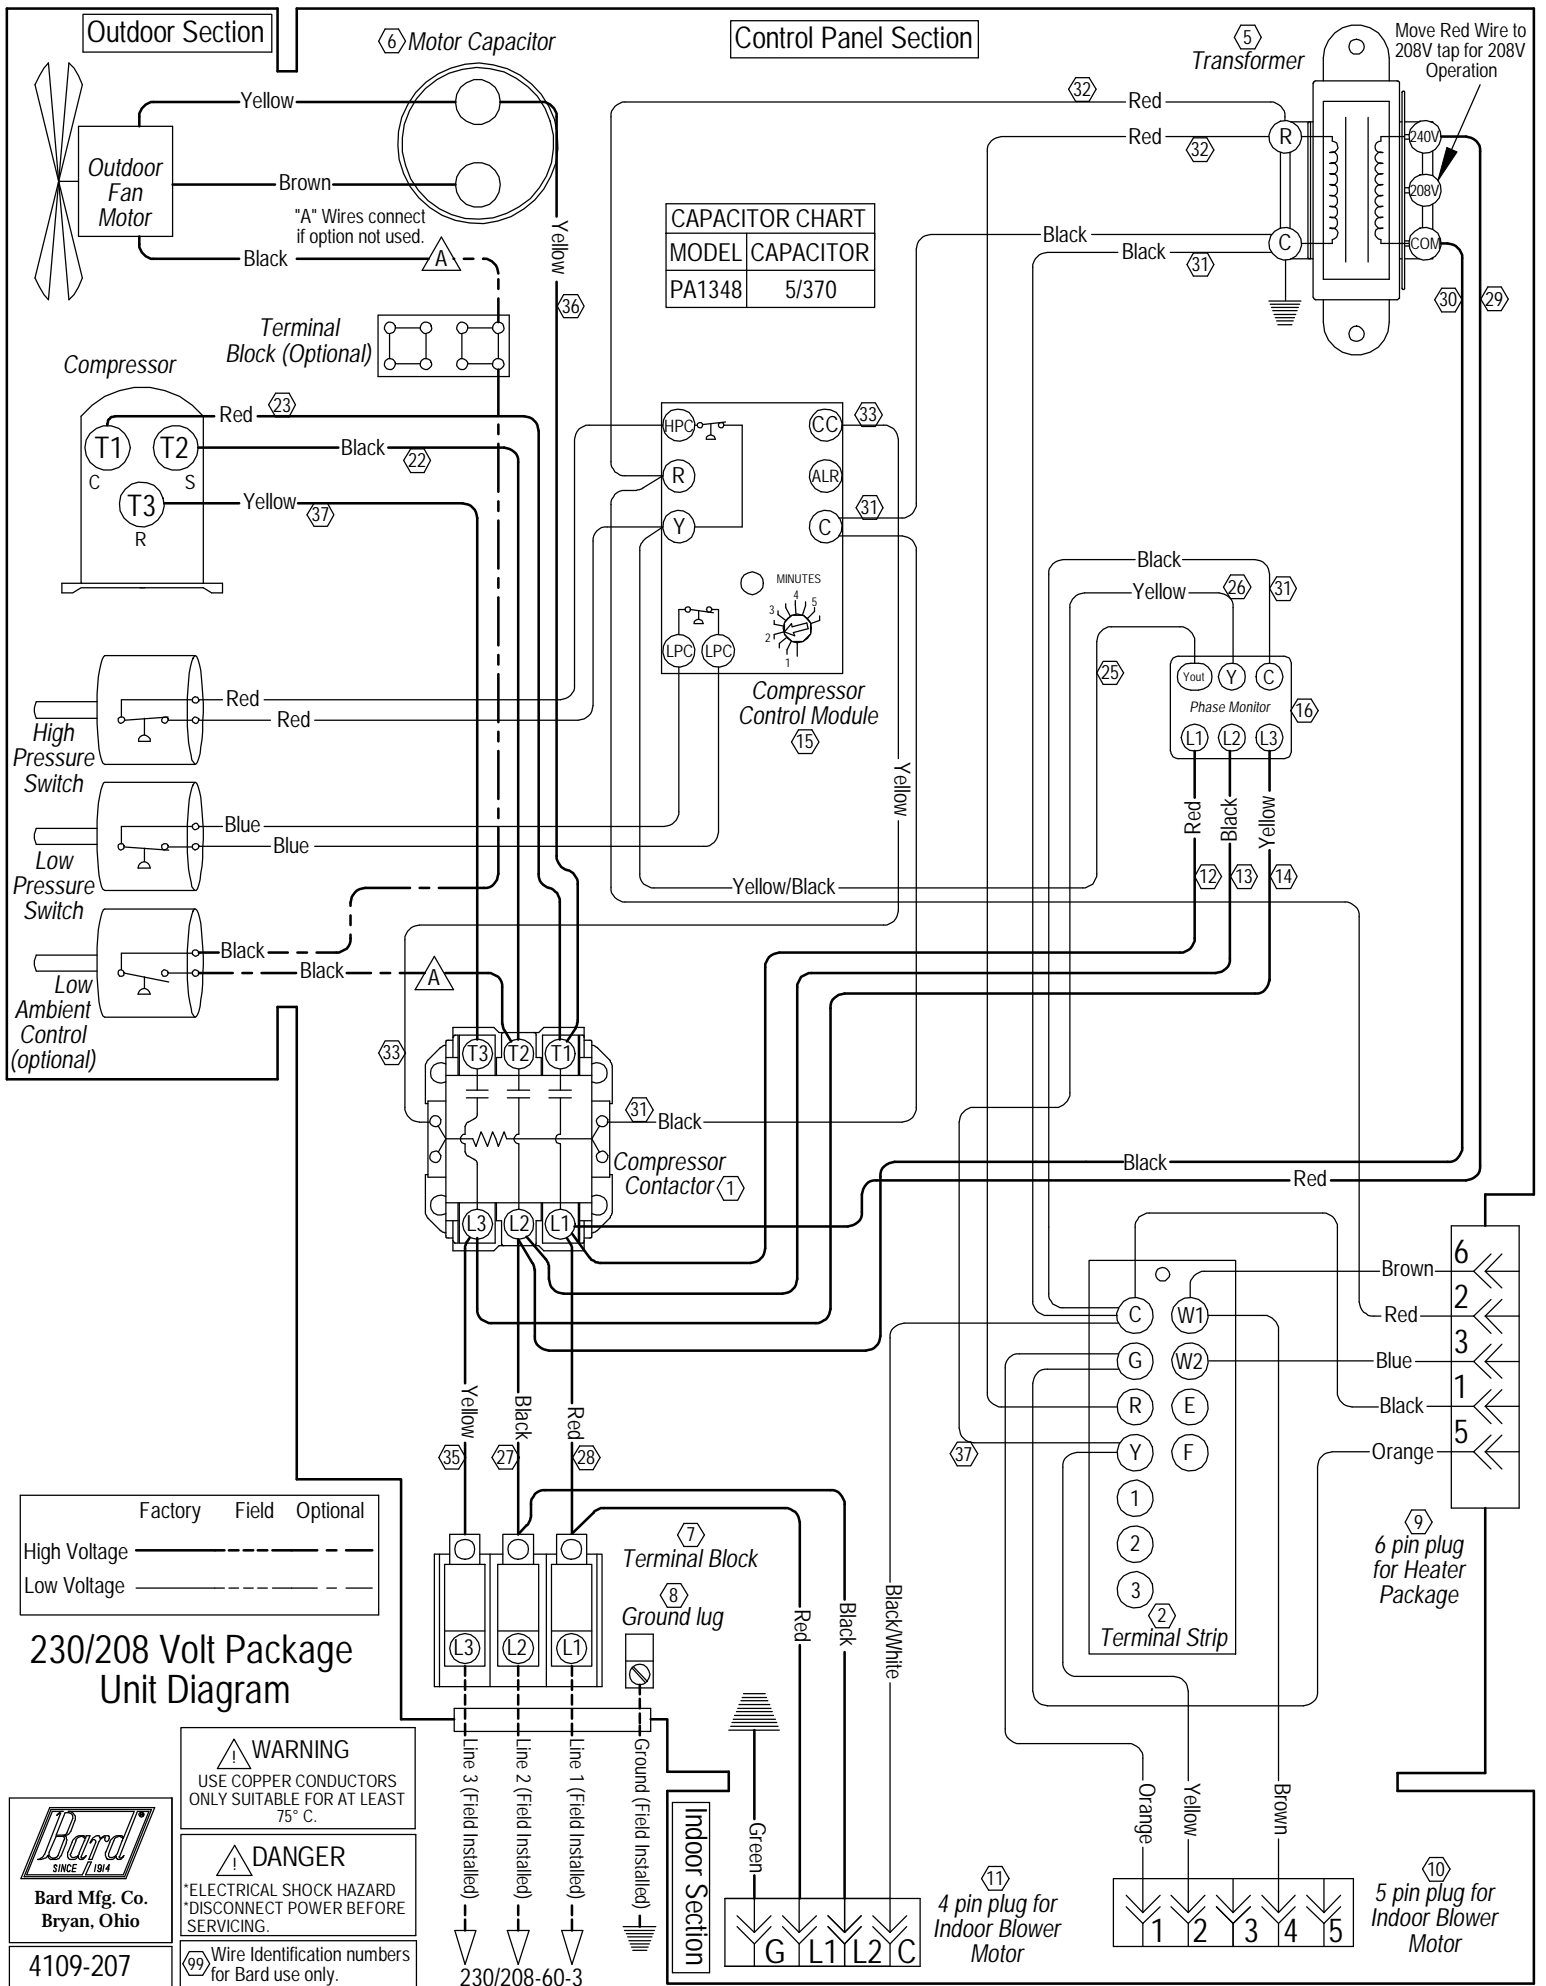 Outdoor Section
6 Motor Capacitor
Control Panel Section
5
Transformer
Move Red Wire to
208V tap for 208V
Operation
Yellow
Outdoor
Fan
Motor
Brown
"A" Wires connect
if option not used.
Black
A
Yellow
36
32
Red
Red
32
R
240V
208V
C
COM
Black
Black
31
30
29
CAPACITOR CHART
MODEL CAPACITOR
PA1348 5/370
Terminal
Block (Optional)
Compressor
Red
23
T1
T2
C
S
Black
22
T3
R
Yellow
37
HPC
CC
33
R
ALR
Y
C
31
MINUTES
1
2
3
4
5
LPC
LPC
Compressor
Control Module
15
Black
Yellow
26
31
25
Yout
Y
C
Phase Monitor
16
L1
L2
L3
Red
Black
Yellow
12
13
14
Red
Red
High
Pressure
Switch
Blue
Blue
Low
Pressure
Switch
Yellow
Yellow/Black
Black
Black
A
Low
Ambient
Control
(optional)
33
T3
T2
T1
31
Black
Compressor
Contactor 1
L3
L2
L1
Black
Red
Yellow
Black
Red
35
27
28
C
W1
G
W2
R
E
Y
F
1
2
3
2
Terminal Strip
37
Brown
6
Red
2
Blue
3
Black
1
Orange
5
9
6 pin plug
for Heater
Package
Factory Field Optional
High Voltage
Low Voltage
7
Terminal Block
8
Ground lug
L3
L2
L1
Red
Black
Black/White
230/208 Volt Package
Unit Diagram
WARNING
USE COPPER CONDUCTORS
ONLY SUITABLE FOR AT LEAST
75° C.
DANGER
*ELECTRICAL SHOCK HAZARD
*DISCONNECT POWER BEFORE
SERVICING.
99 Wire Identification numbers
for Bard use only.
Bard
SINCE 1914
Bard Mfg. Co.
Bryan, Ohio
4109-207
Line 3 (Field Installed)
Line 2 (Field Installed)
Line 1 (Field Installed)
Ground (Field Installed)
230/208-60-3
Indoor Section
Green
G
L1
L2
C
11
4 pin plug for
Indoor Blower
Motor
Orange
Yellow
Brown
1
2
3
4
5
10
5 pin plug for
Indoor Blower
Motor